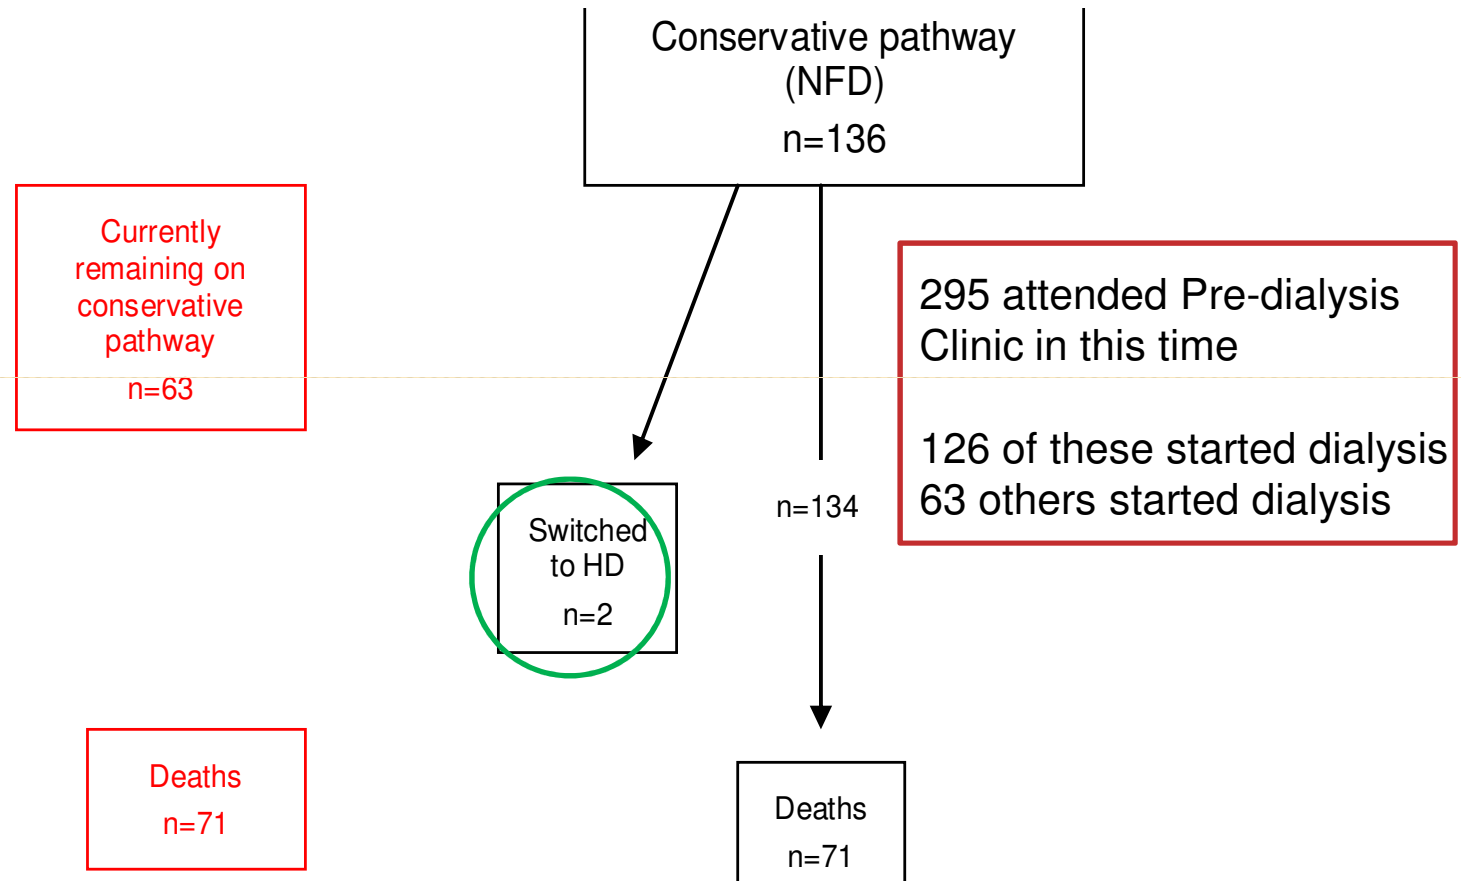 Conservative pathway
(NFD)
n=136
Currently
remaining on
conservative
pathway
n=63
295 attended Pre-dialysis
Clinic in this time
126 of these started dialysis
63 others started dialysis
Switched
to HD
n=2
n=134
Deaths
n=71
Deaths
n=71